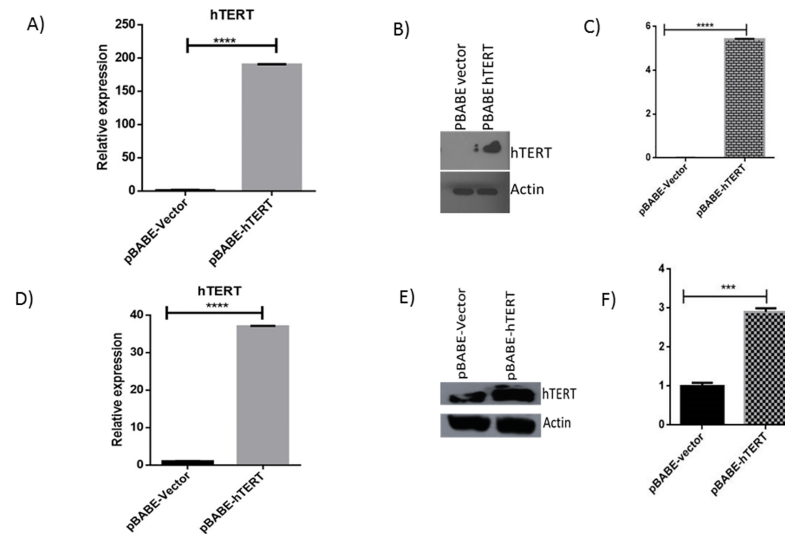 A)
hTERT
Relative expression
250
200
150
100
50
0
****
pBABE-Vector
pBABE-hTERT
B)
PBABE vector
PBABE hTERT
hTERT
Actin
C)
6
4
2
0
****
pBABE-Vector
pBABE-hTERT
D)
hTERT
Relative expression
40
30
20
10
0
****
pBABE-Vector
pBABE-hTERT
E)
pBABE-Vector
pBABE-hTERT
hTERT
Actin
F)
4
3
2
1
0
***
pBABE-vector
pBABE-hTERT